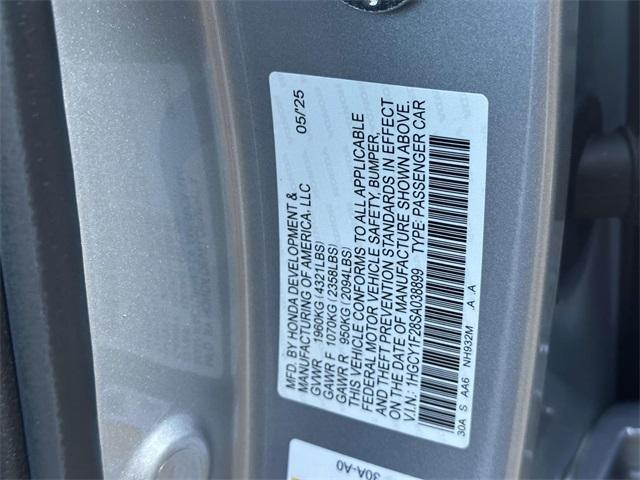 MFD. BY HONDA DEVELOPMENT & 05/'25
MANUFACTURING OF AMERICA, LLC
GVWR 1960KG(4321LBS)
GAWR F 1070KG(2358LBS)
GAWR R 950KG(2094LBS)
THIS VEHICLE CONFORMS TO ALL APPLICABLE
FEDERAL MOTOR VEHICLE SAFETY, BUMPER,
AND THEFT PREVENTION STANDARDS IN EFFECT
ON THE DATE OF MANUFACTURE SHOWN ABOVE.
V.I.N.: 1HGCY1F28SA038899 TYPE: PASSENGER CAR
30A S AA6 NH932M A A
30A-A0